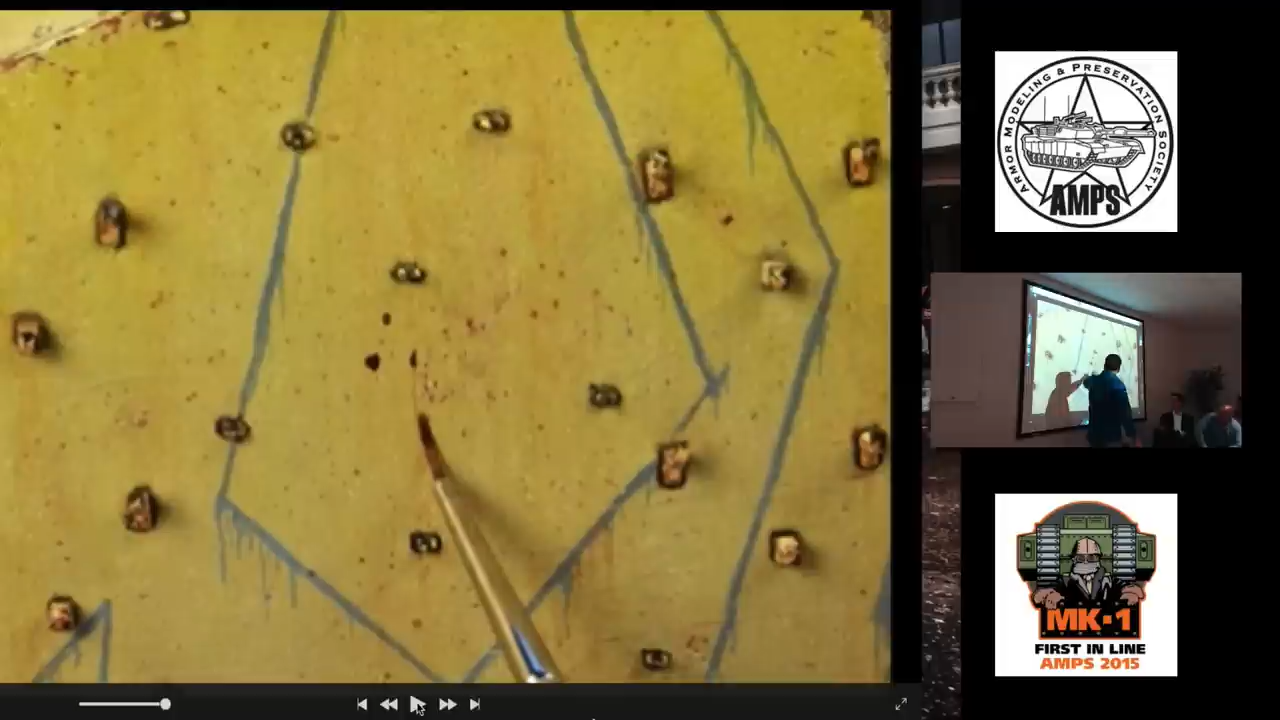 ARMOR MODELING & PRESERVATION SOCIETY
AMPS
MK-1
FIRST IN LINE
AMPS 2015